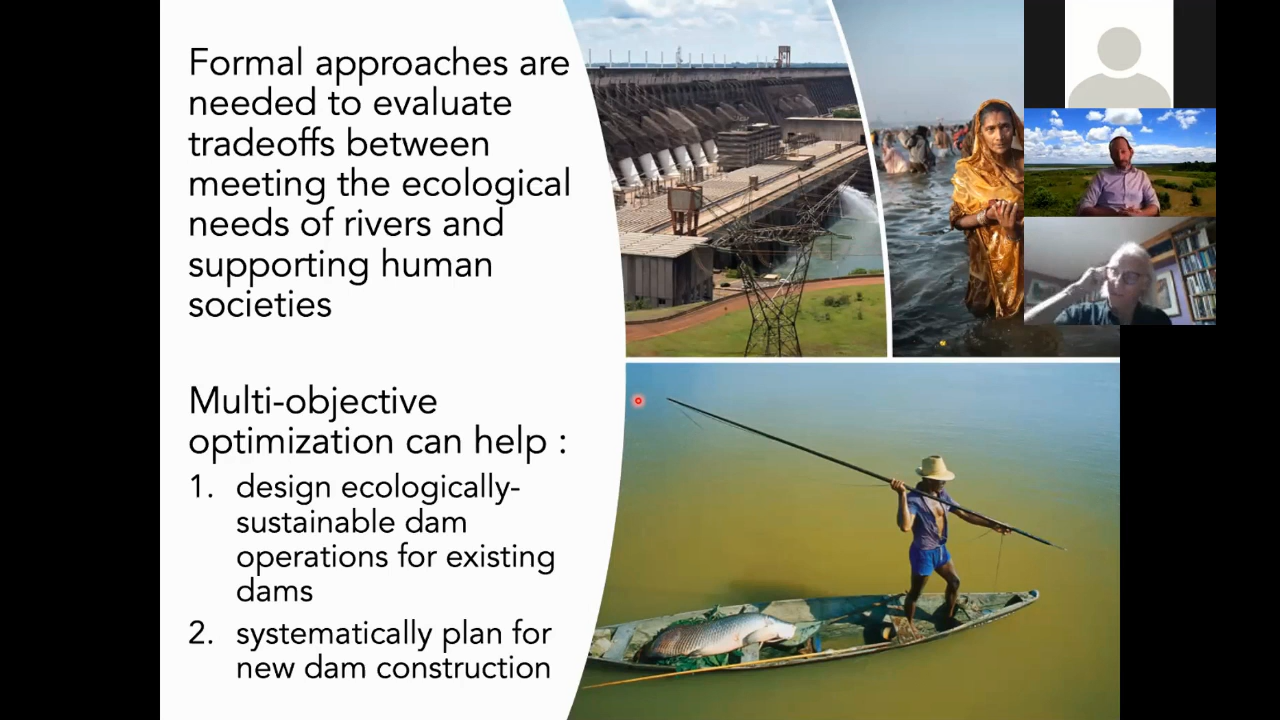 Formal approaches are
needed to evaluate
tradeoffs between
meeting the ecological
needs of rivers and
supporting human
societies
Multi-objective
optimization can help :
1. design ecologically-
sustainable dam
operations for existing
dams
2. systematically plan for
new dam construction